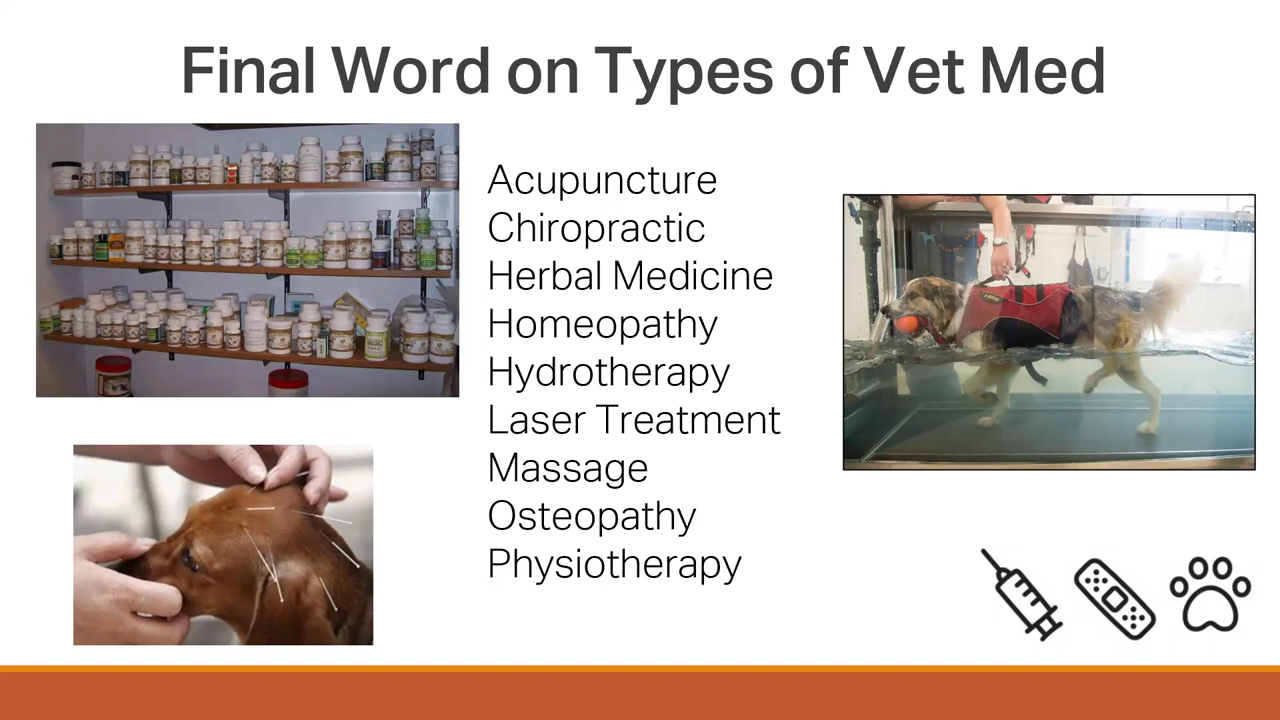 Final Word on Types of Vet Med
Acupuncture
Chiropractic
Herbal Medicine
Homeopathy
Hydrotherapy
Laser Treatment
Massage
Osteopathy
Physiotherapy